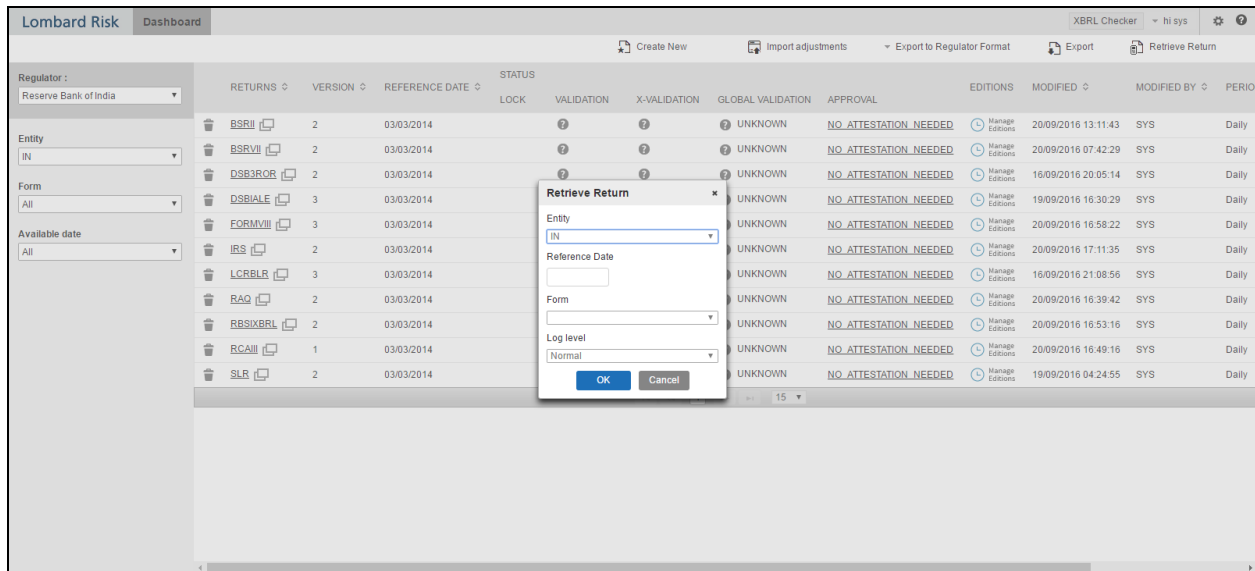 Lombard Risk Dashboard XBRL Checker hi sys
Create New Import adjustments Export to Regulator Format Export Retrieve Return
Regulator :
Reserve Bank of India
Entity
IN
Form
All
Available date
All
STATUS
RETURNS VERSION REFERENCE DATE LOCK VALIDATION X-VALIDATION GLOBAL VALIDATION APPROVAL EDITIONS MODIFIED MODIFIED BY PERIO
BSRII 2 03/03/2014 UNKNOWN NO_ATTESTATION_NEEDED Manage Editions 20/09/2016 13:11:43 SYS Daily
BSRVII 2 03/03/2014 UNKNOWN NO_ATTESTATION_NEEDED Manage Editions 20/09/2016 07:42:29 SYS Daily
DSB3ROR 2 03/03/2014 UNKNOWN NO_ATTESTATION_NEEDED Manage Editions 16/09/2016 20:05:14 SYS Daily
DSBIALE 3 03/03/2014 UNKNOWN NO_ATTESTATION_NEEDED Manage Editions 19/09/2016 16:30:29 SYS Daily
FORMVIII 3 03/03/2014 UNKNOWN NO_ATTESTATION_NEEDED Manage Editions 20/09/2016 16:58:22 SYS Daily
IRS 2 03/03/2014 UNKNOWN NO_ATTESTATION_NEEDED Manage Editions 20/09/2016 17:11:35 SYS Daily
LCRBLR 3 03/03/2014 UNKNOWN NO_ATTESTATION_NEEDED Manage Editions 16/09/2016 21:08:56 SYS Daily
RAQ 2 03/03/2014 UNKNOWN NO_ATTESTATION_NEEDED Manage Editions 20/09/2016 16:39:42 SYS Daily
RBSIXBRL 2 03/03/2014 UNKNOWN NO_ATTESTATION_NEEDED Manage Editions 20/09/2016 16:53:16 SYS Daily
RCAIII 1 03/03/2014 UNKNOWN NO_ATTESTATION_NEEDED Manage Editions 20/09/2016 16:49:16 SYS Daily
SLR 2 03/03/2014 UNKNOWN NO_ATTESTATION_NEEDED Manage Editions 19/09/2016 04:24:55 SYS Daily
15
Retrieve Return
Entity
IN
Reference Date
Form
Log level
Normal
OK Cancel